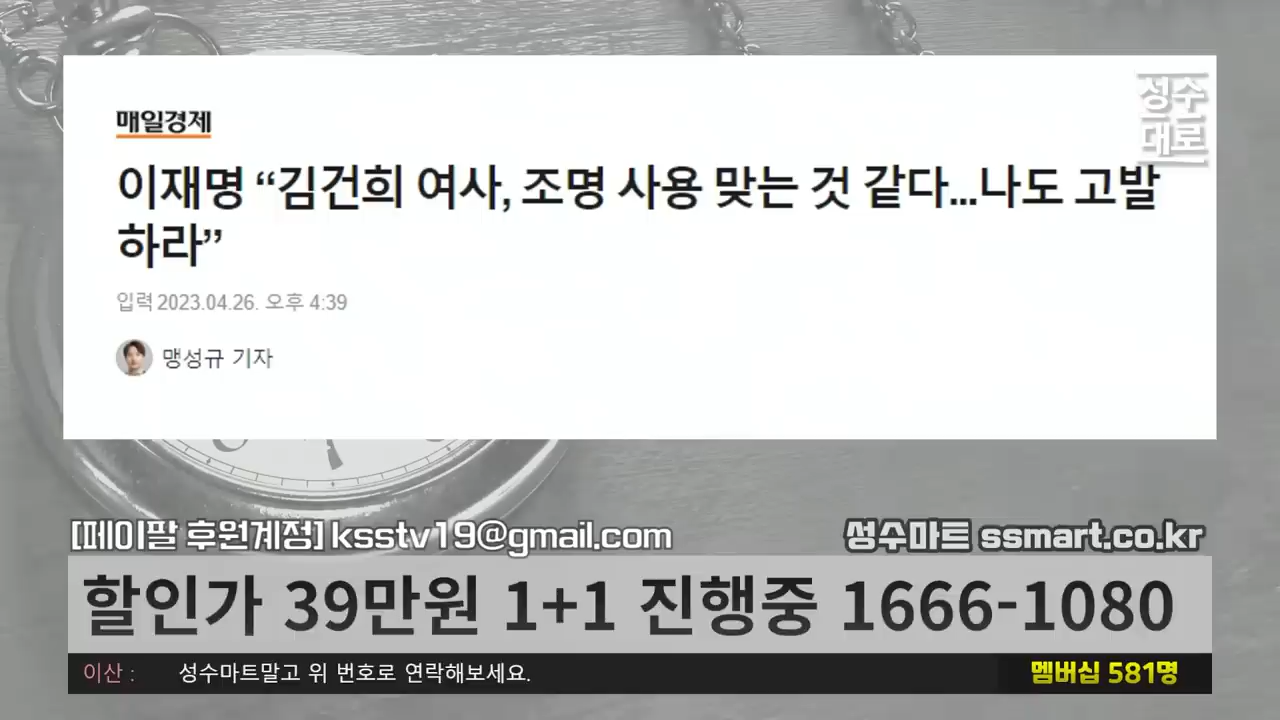 성수
대로
매일경제
이재명 “김건희 여사, 조명 사용 맞는 것 같다...나도 고발
하라”
입력 2023.04.26. 오후 4:39
맹성규 기자
[페이팔 후원계정] ksstv19@gmail.com
성수마트 ssmart.co.kr
할인가 39만원 1+1 진행중 1666-1080
이산 : 성수마트말고 위 번호로 연락해보세요.
멤버십 581명